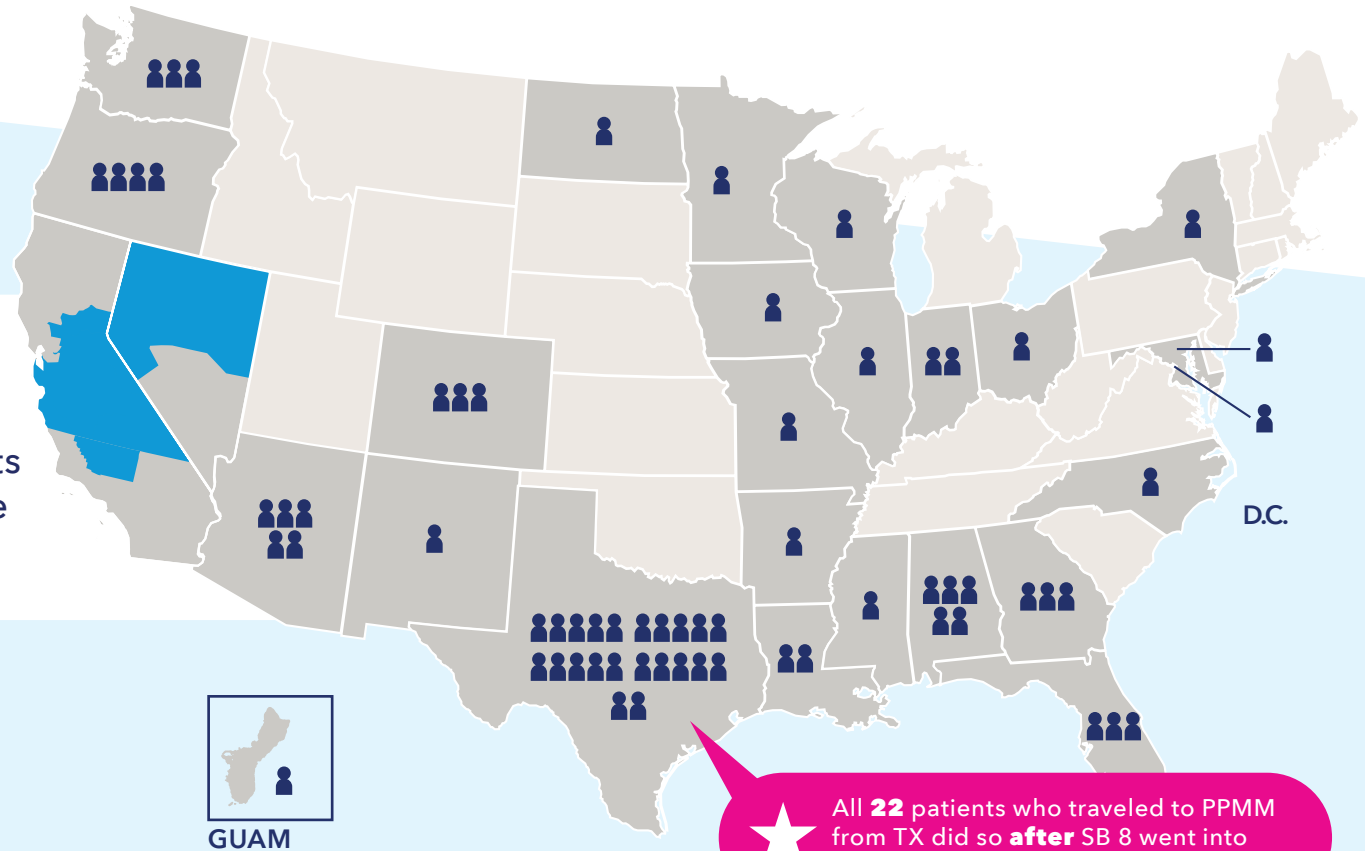 D.C.
GUAM
All 22 patients who traveled to PPMM
from TX did so after SB 8 went into